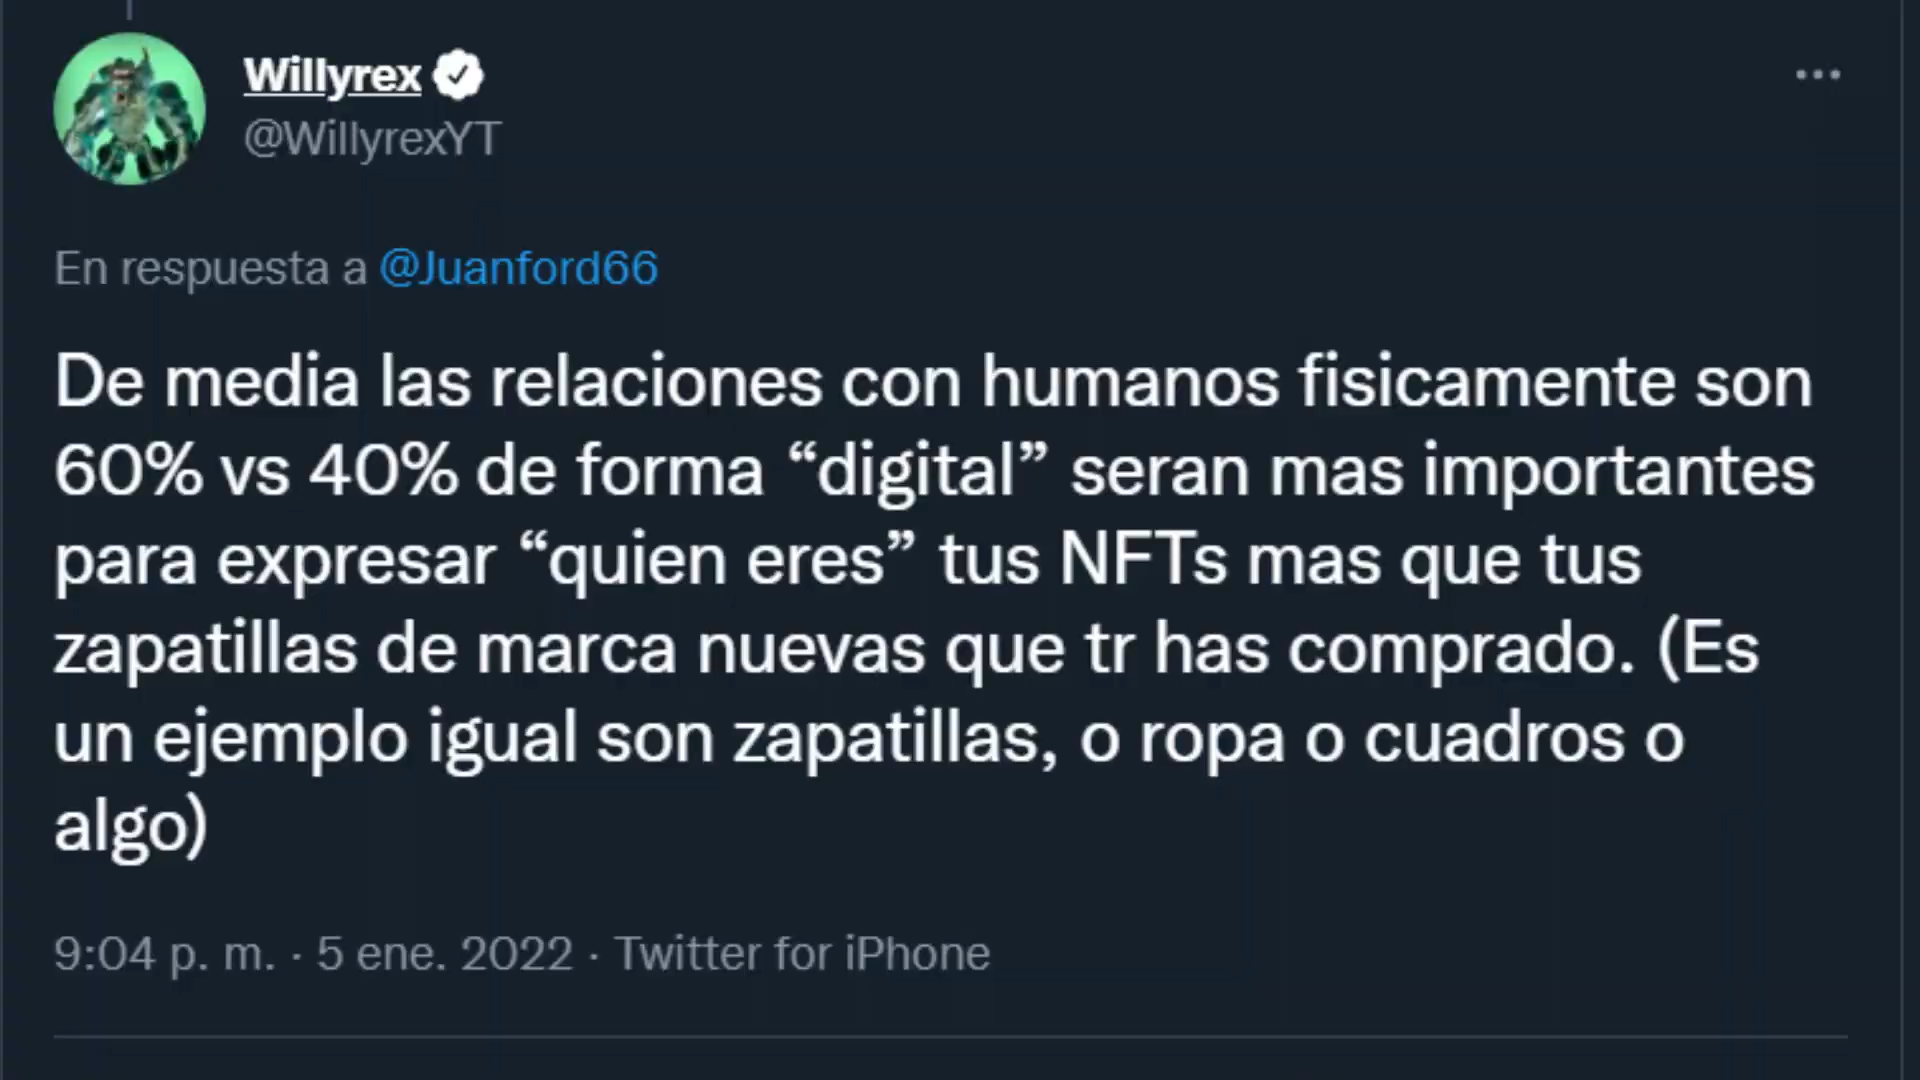 Willyrex
@WillyrexYT
En respuesta a @Juanford66
De media las relaciones con humanos fisicamente son
60% vs 40% de forma “digital” seran mas importantes
para expresar “quien eres” tus NFTs mas que tus
zapatillas de marca nuevas que tr has comprado. (Es
un ejemplo igual son zapatillas, o ropa o cuadros o
algo)
9:04 p. m. · 5 ene. 2022 · Twitter for iPhone